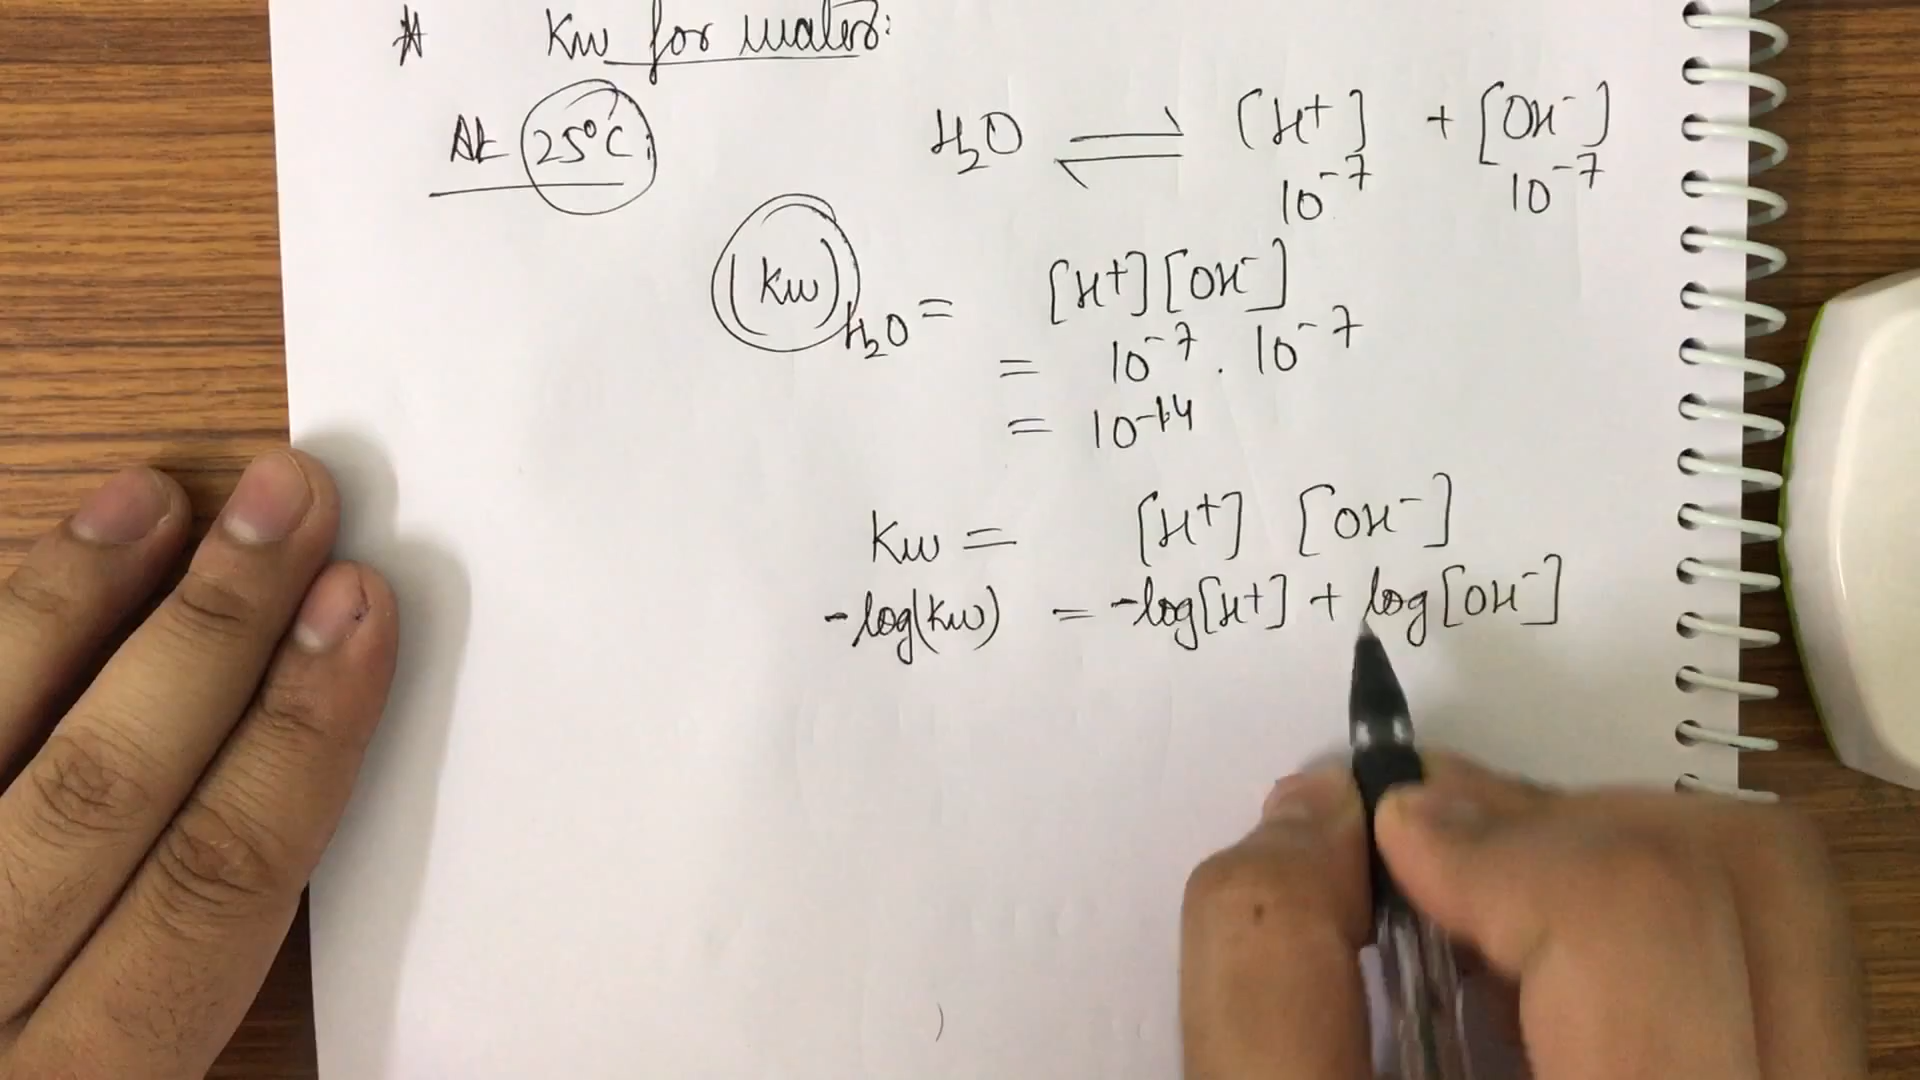 * Kw for water:
At 25°C: H₂O ⇌ [H⁺] + [OH⁻]
10⁻⁷ 10⁻⁷
(Kw)H₂O = [H⁺][OH⁻]
= 10⁻⁷ . 10⁻⁷
= 10⁻¹⁴
Kw = [H⁺] [OH⁻]
-log(Kw) = -log[H⁺] + log[OH⁻]